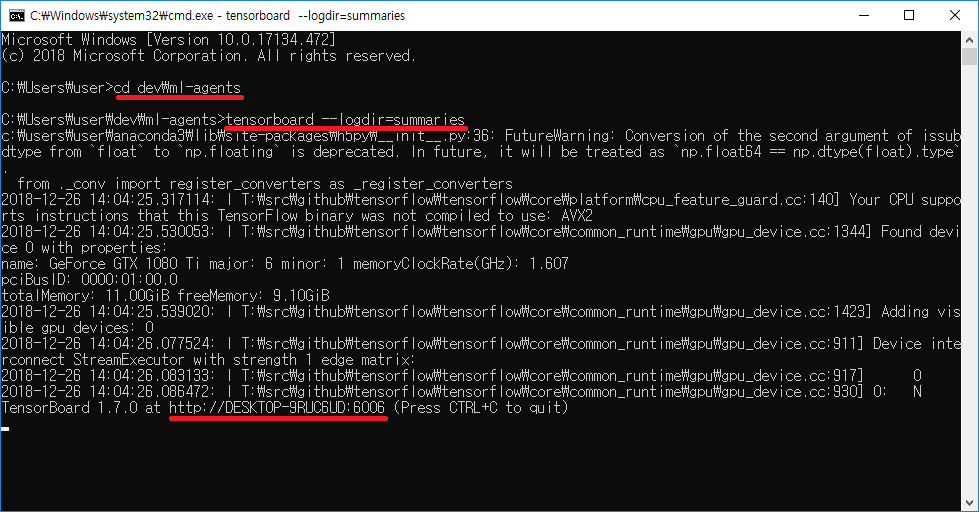 C:₩Windows₩system32₩cmd.exe - tensorboard  --logdir=summaries
Microsoft Windows [Version 10.0.17134.472]
(c) 2018 Microsoft Corporation. All rights reserved.
C:₩Users₩user>cd dev₩ml-agents
C:₩Users₩user₩dev₩ml-agents>tensorboard --logdir=summaries
c:₩users₩user₩anaconda3₩lib₩site-packages₩h5py₩__init__.py:36: FutureWarning: Conversion of the second argument of issub
dtype from `float` to `np.floating` is deprecated. In future, it will be treated as `np.float64 == np.dtype(float).type`
.
  from ._conv import register_converters as _register_converters
2018-12-26 14:04:25.317114: I T:₩src₩github₩tensorflow₩tensorflow₩core₩platform₩cpu_feature_guard.cc:140] Your CPU suppo
rts instructions that this TensorFlow binary was not compiled to use: AVX2
2018-12-26 14:04:25.530053: I T:₩src₩github₩tensorflow₩tensorflow₩core₩common_runtime₩gpu₩gpu_device.cc:1344] Found devi
ce 0 with properties:
name: GeForce GTX 1080 Ti major: 6 minor: 1 memoryClockRate(GHz): 1.607
pciBusID: 0000:01:00.0
totalMemory: 11.00GiB freeMemory: 9.10GiB
2018-12-26 14:04:25.539020: I T:₩src₩github₩tensorflow₩tensorflow₩core₩common_runtime₩gpu₩gpu_device.cc:1423] Adding vis
ible gpu devices: 0
2018-12-26 14:04:26.077524: I T:₩src₩github₩tensorflow₩tensorflow₩core₩common_runtime₩gpu₩gpu_device.cc:911] Device inte
rconnect StreamExecutor with strength 1 edge matrix:
2018-12-26 14:04:26.083133: I T:₩src₩github₩tensorflow₩tensorflow₩core₩common_runtime₩gpu₩gpu_device.cc:917]      0
2018-12-26 14:04:26.086472: I T:₩src₩github₩tensorflow₩tensorflow₩core₩common_runtime₩gpu₩gpu_device.cc:930] 0:   N
TensorBoard 1.7.0 at http://DESKTOP-9RUC6UD:6006 (Press CTRL+C to quit)